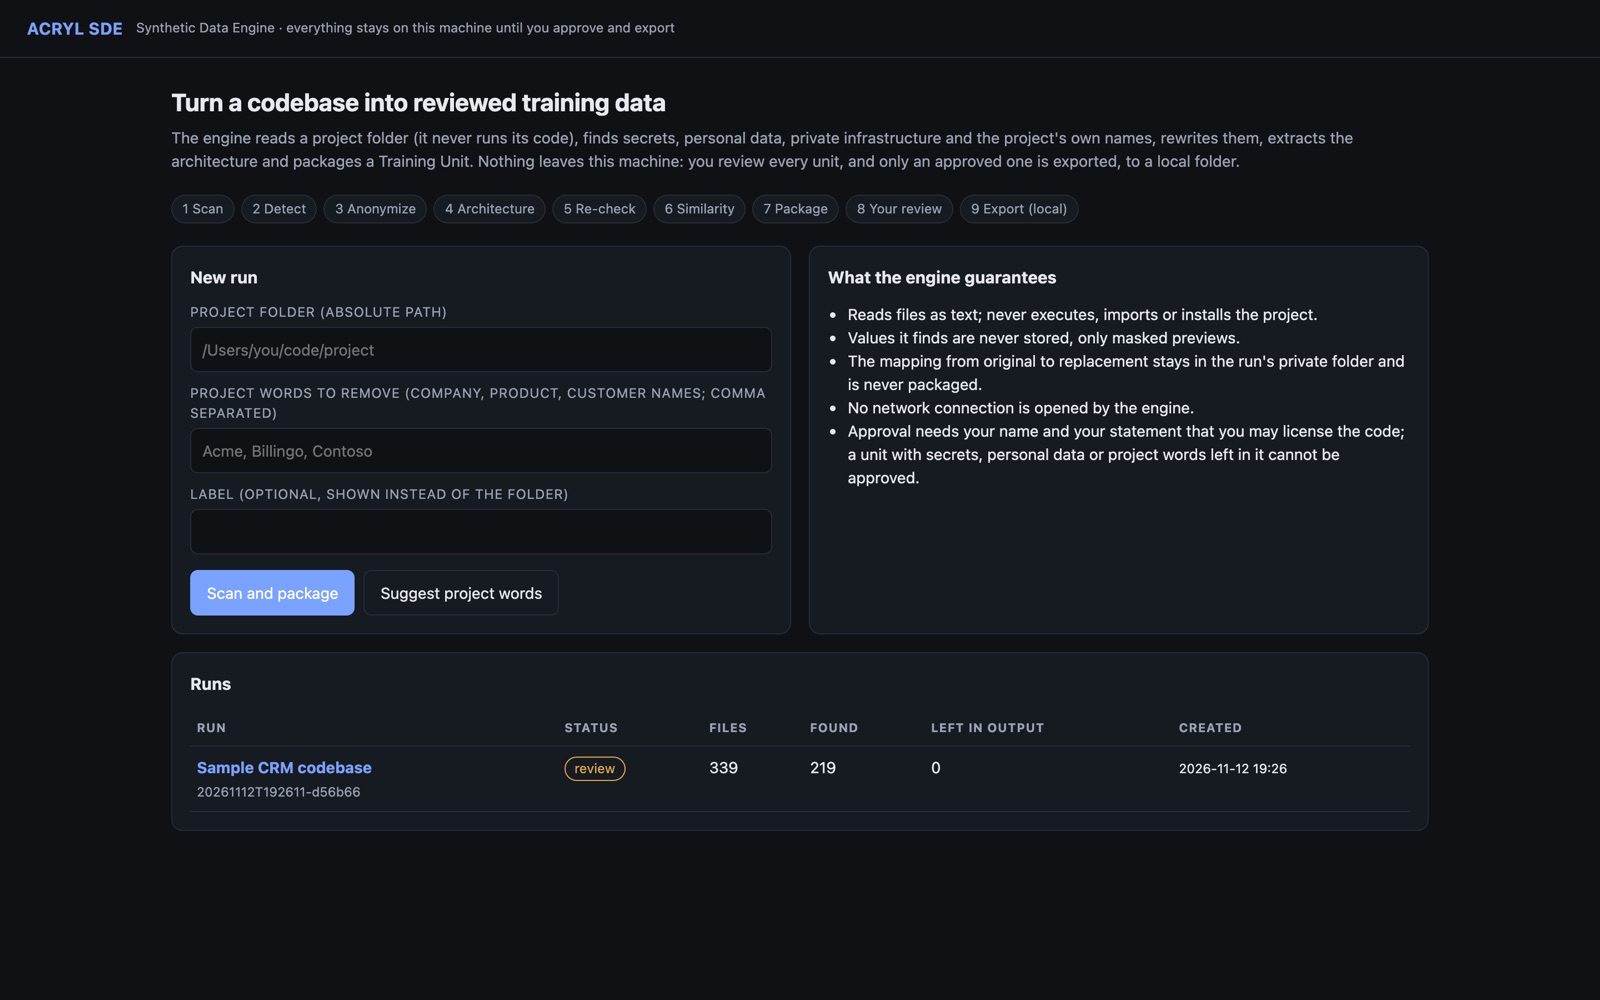 ACRYL SDE Synthetic Data Engine · everything stays on this machine until you approve and export
Turn a codebase into reviewed training data
The engine reads a project folder (it never runs its code), finds secrets, personal data, private infrastructure and the project's own names, rewrites them, extracts the
architecture and packages a Training Unit. Nothing leaves this machine: you review every unit, and only an approved one is exported, to a local folder.
1 Scan 2 Detect 3 Anonymize 4 Architecture 5 Re-check 6 Similarity 7 Package 8 Your review 9 Export (local)
New run
PROJECT FOLDER (ABSOLUTE PATH)
/Users/you/code/project
PROJECT WORDS TO REMOVE (COMPANY, PRODUCT, CUSTOMER NAMES; COMMA
SEPARATED)
Acme, Billingo, Contoso
LABEL (OPTIONAL, SHOWN INSTEAD OF THE FOLDER)
Scan and package Suggest project words
What the engine guarantees
• Reads files as text; never executes, imports or installs the project.
• Values it finds are never stored, only masked previews.
• The mapping from original to replacement stays in the run's private folder and
is never packaged.
• No network connection is opened by the engine.
• Approval needs your name and your statement that you may license the code;
a unit with secrets, personal data or project words left in it cannot be
approved.
Runs
RUN STATUS FILES FOUND LEFT IN OUTPUT CREATED
Sample CRM codebase review 339 219 0 2026-11-12 19:26
20261112T192611-d56b66